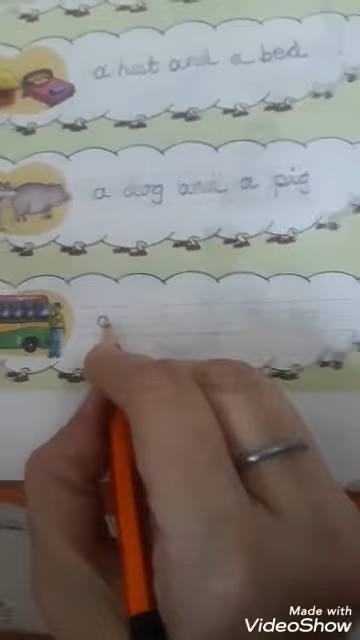 a hat and a bed
a dog and a pig
a
Made with
VideoShow